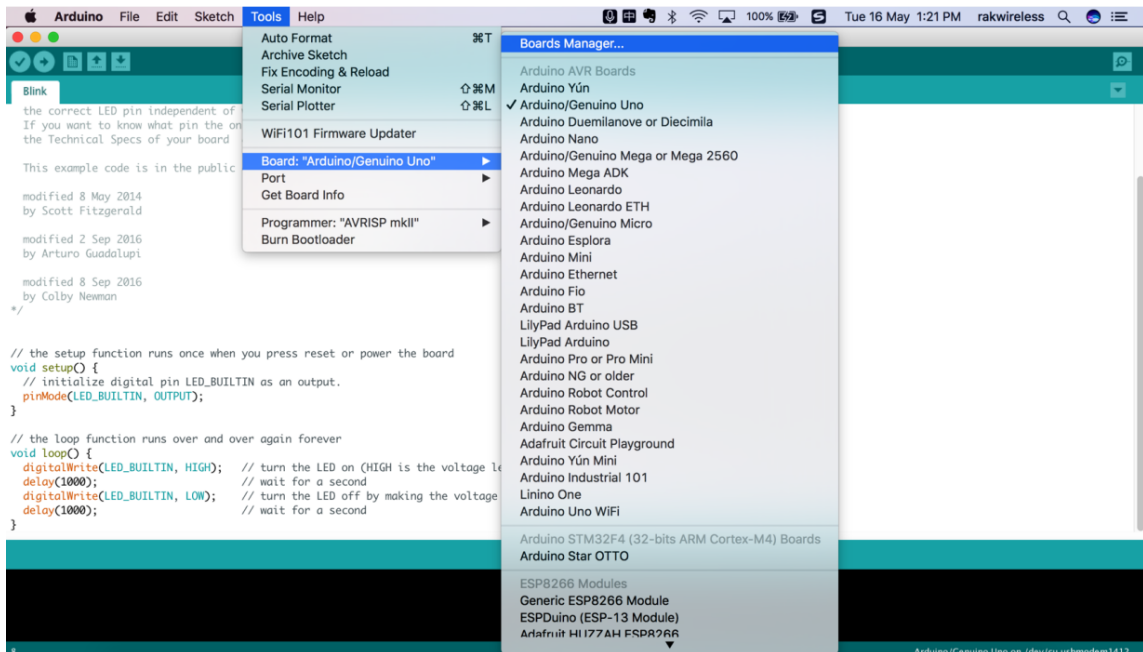 Arduino File Edit Sketch Tools Help 100% Tue 16 May 1:21 PM rakwireless
Blink
the correct LED pin independent of
If you want to know what pin the on
the Technical Specs of your board
This example code is in the public
modified 8 May 2014
by Scott Fitzgerald
modified 2 Sep 2016
by Arturo Guadalupi
modified 8 Sep 2016
by Colby Newman
*/
// the setup function runs once when you press reset or power the board
void setup() {
// initialize digital pin LED_BUILTIN as an output.
pinMode(LED_BUILTIN, OUTPUT);
}
// the loop function runs over and over again forever
void loop() {
digitalWrite(LED_BUILTIN, HIGH); // turn the LED on (HIGH is the voltage le
delay(1000); // wait for a second
digitalWrite(LED_BUILTIN, LOW); // turn the LED off by making the voltage
delay(1000); // wait for a second
}
Auto Format ⌘T
Archive Sketch
Fix Encoding & Reload
Serial Monitor ⇧⌘M
Serial Plotter ⇧⌘L
WiFi101 Firmware Updater
Board: "Arduino/Genuino Uno" ▶
Port ▶
Get Board Info
Programmer: "AVRISP mkII" ▶
Burn Bootloader
Boards Manager...
Arduino AVR Boards
Arduino Yún
✓ Arduino/Genuino Uno
Arduino Duemilanove or Diecimila
Arduino Nano
Arduino/Genuino Mega or Mega 2560
Arduino Mega ADK
Arduino Leonardo
Arduino Leonardo ETH
Arduino/Genuino Micro
Arduino Esplora
Arduino Mini
Arduino Ethernet
Arduino Fio
Arduino BT
LilyPad Arduino USB
LilyPad Arduino
Arduino Pro or Pro Mini
Arduino NG or older
Arduino Robot Control
Arduino Robot Motor
Arduino Gemma
Adafruit Circuit Playground
Arduino Yún Mini
Arduino Industrial 101
Linino One
Arduino Uno WiFi
Arduino STM32F4 (32-bits ARM Cortex-M4) Boards
Arduino Star OTTO
ESP8266 Modules
Generic ESP8266 Module
ESPDuino (ESP-13 Module)
Adafruit HUZZAH ESP8266
Arduino/Genuino Uno on /dev/cu.usbmodem1412